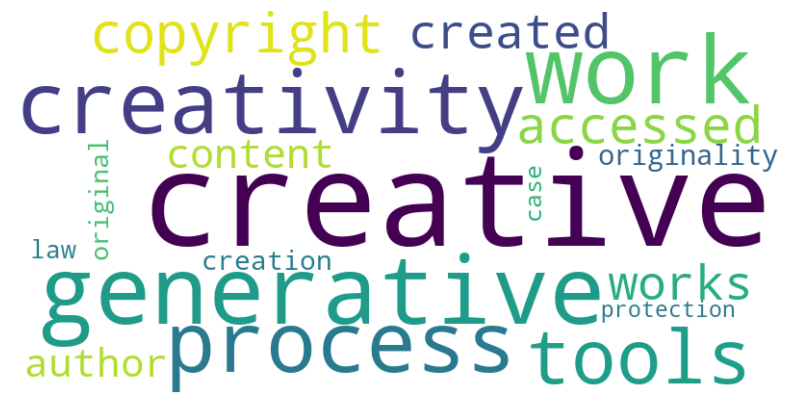 copyright created
work
creativity
accessed
content originality
original
case
creative
law
creation
generative works
protection
process
author tools